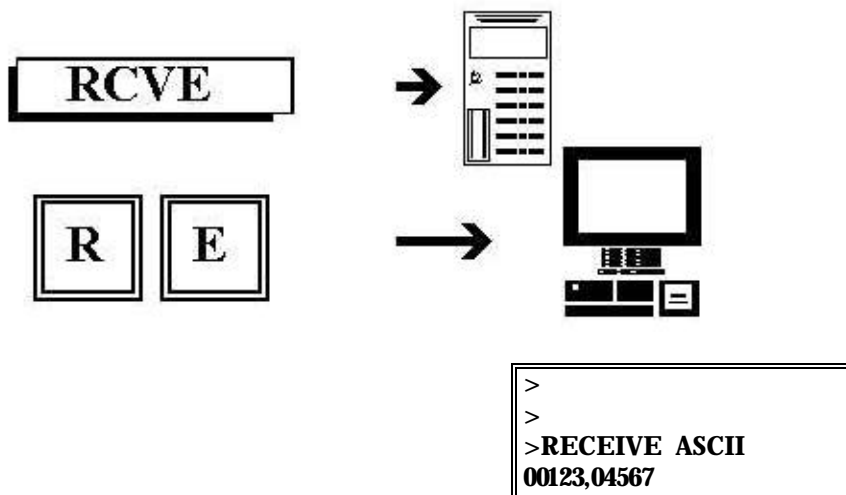 RCVE
R E
>
>
>RECEIVE ASCII
00123,04567